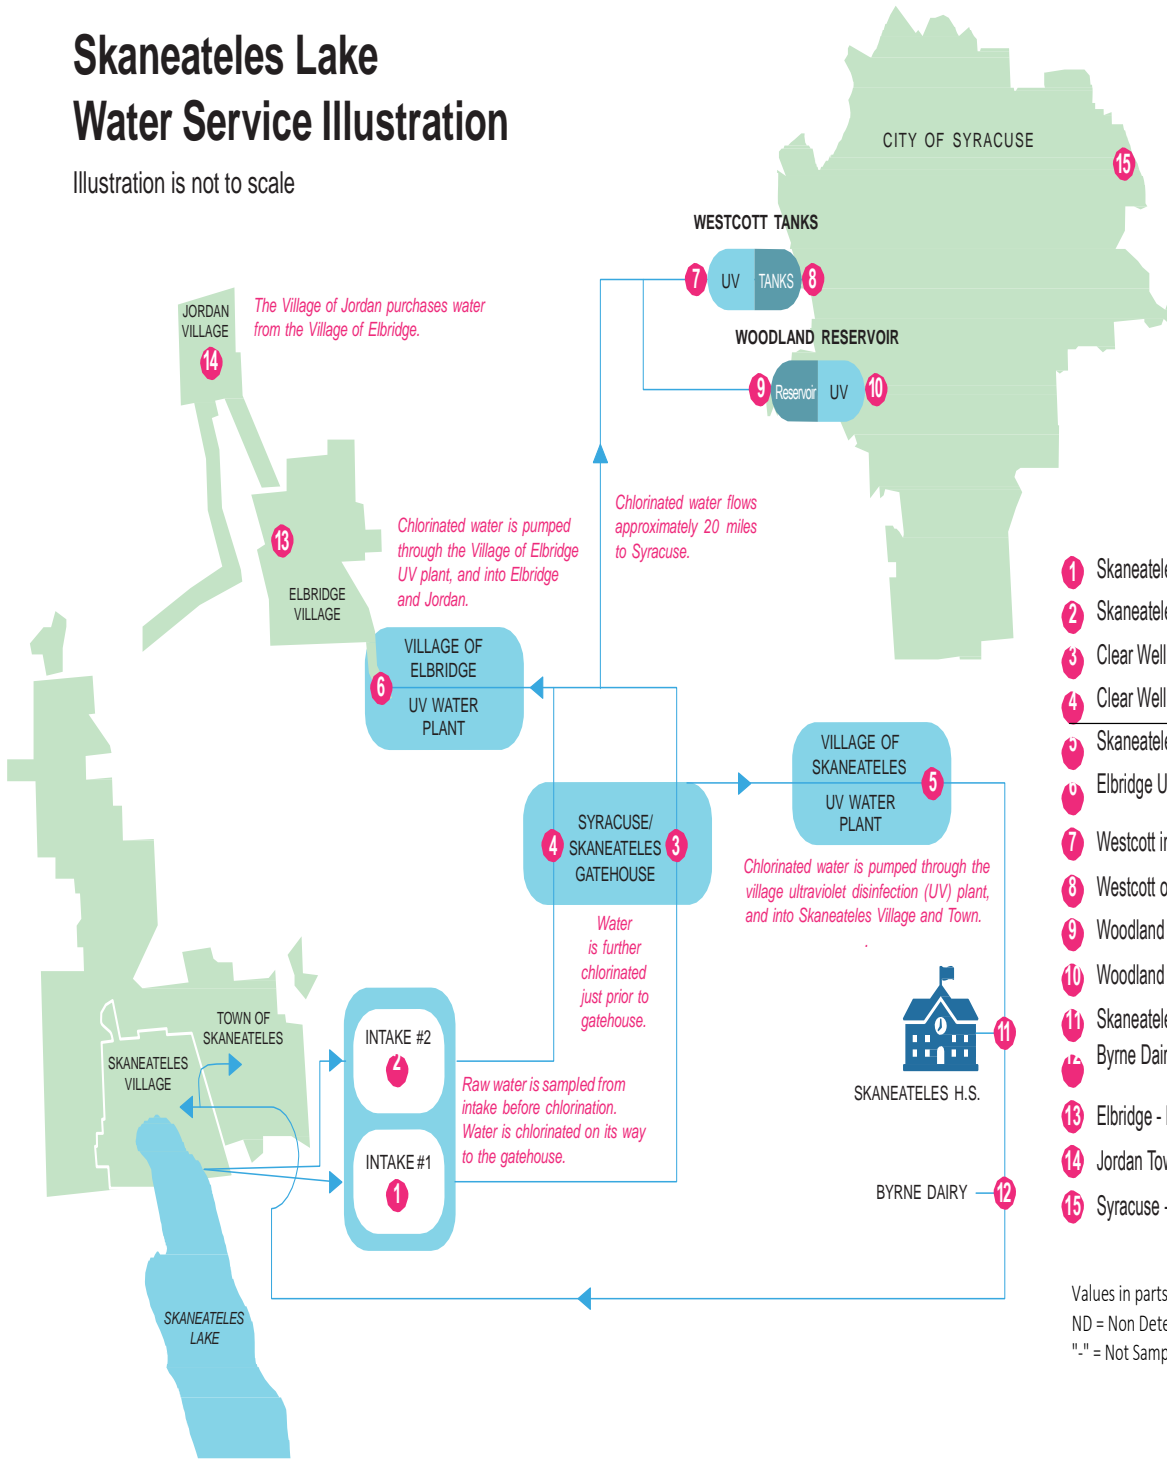 Skaneateles Lake
Water Service Illustration
Illustration is not to scale
CITY OF SYRACUSE
15
WESTCOTT TANKS
7
UV
TANKS
8
WOODLAND RESERVOIR
9
Reservoir
UV
10
JORDAN
VILLAGE
14
The Village of Jordan purchases water
from the Village of Elbridge.
13
ELBRIDGE
VILLAGE
Chlorinated water is pumped
through the Village of Elbridge
UV plant, and into Elbridge
and Jordan.
Chlorinated water flows
approximately 20 miles
to Syracuse.
VILLAGE OF
ELBRIDGE
6
UV WATER
PLANT
VILLAGE OF
SKANEATELES
5
UV WATER
PLANT
SYRACUSE/
SKANEATELES
GATEHOUSE
4
3
Chlorinated water is pumped through the
village ultraviolet disinfection (UV) plant,
and into Skaneateles Village and Town.
.
Water
is further
chlorinated
just prior to
gatehouse.
TOWN OF
SKANEATELES
SKANEATELES
VILLAGE
INTAKE #2
2
INTAKE #1
1
Raw water is sampled from
intake before chlorination.
Water is chlorinated on its way
to the gatehouse.
11
SKANEATELES H.S.
BYRNE DAIRY
12
SKANEATELES
LAKE
1 Skaneatele
2 Skaneatele
3 Clear Well
4 Clear Well
5 Skaneatele
6 Elbridge U
7 Westcott in
8 Westcott o
9 Woodland
10 Woodland
11 Skaneatele
12 Byrne Dair
13 Elbridge -
14 Jordan Tow
15 Syracuse -
Values in parts
ND = Non Dete
"-" = Not Samp